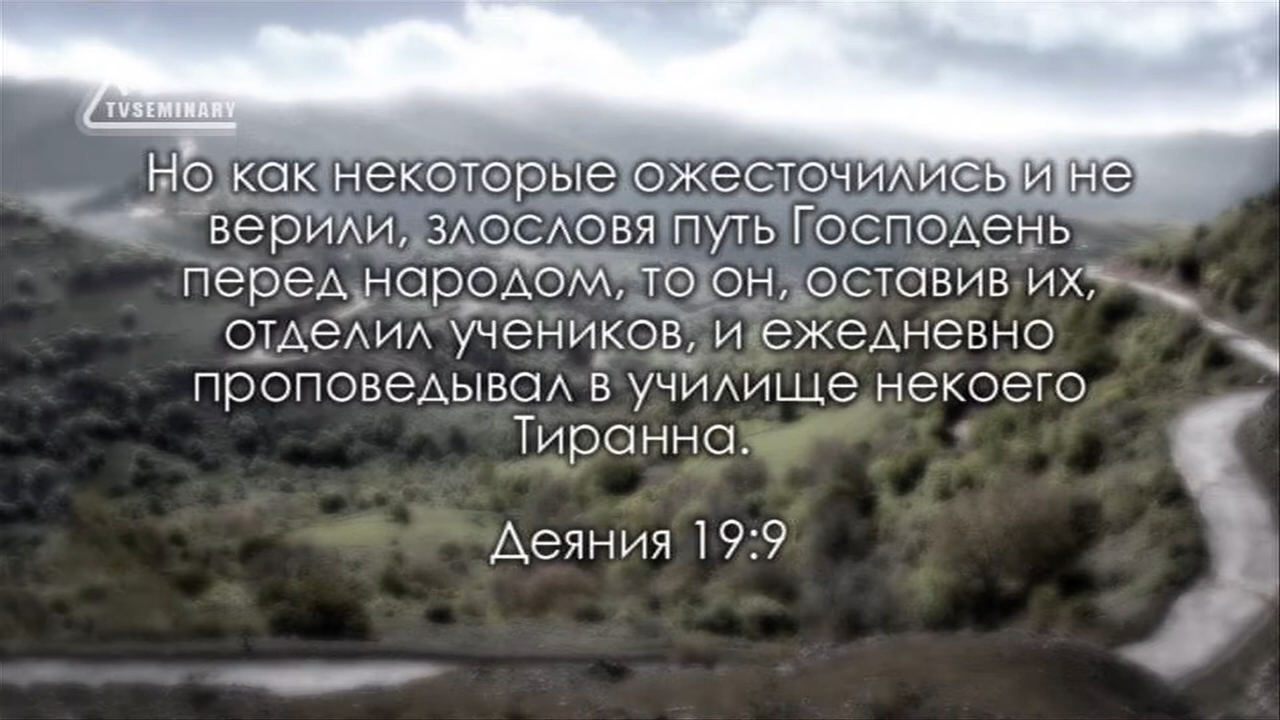 TVSEMINARY
Но как некоторые ожесточились и не
верили, злословя путь Господень
перед народом, то он, оставив их,
отделил учеников, и ежедневно
проповедывал в училище некоего
Тиранна.
Деяния 19:9